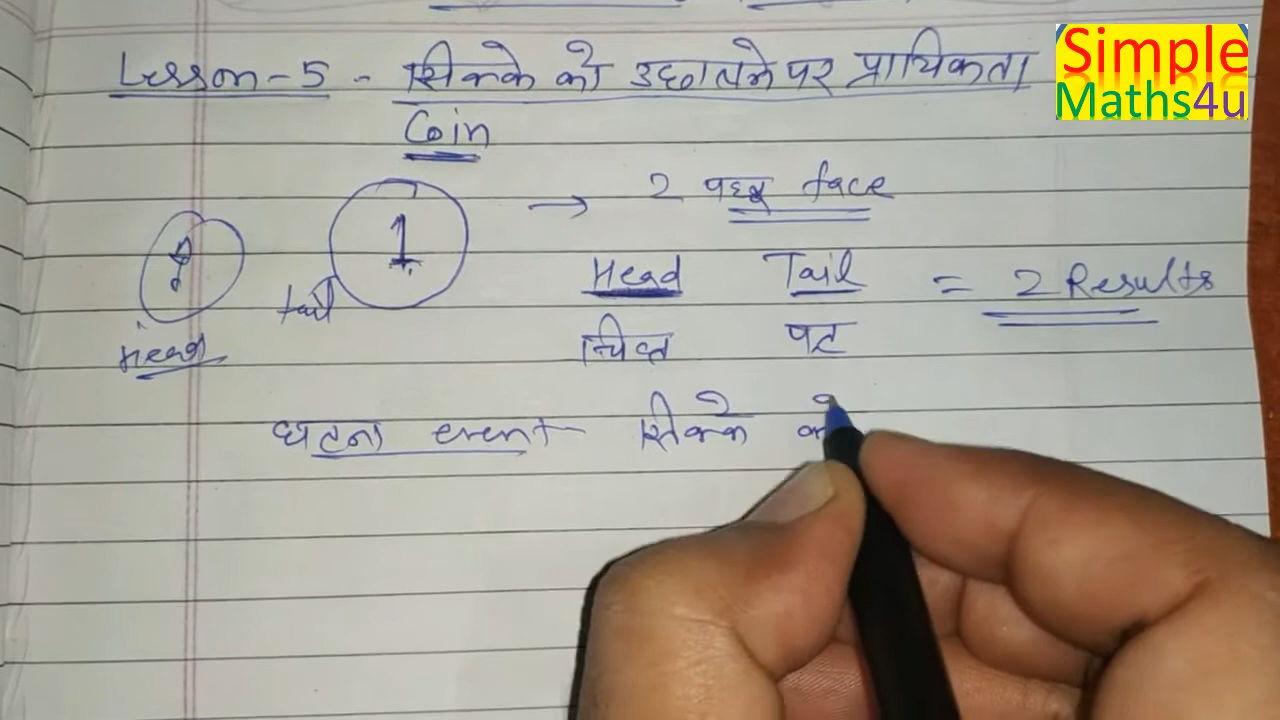 Lesson-5 - सिक्के को उछालने पर प्रायिकता
Simple
Maths4u
Coin
1 → 2 face
Head Tail = 2 Results
tail
चित्त पट
Head
घटना event सिक्के को